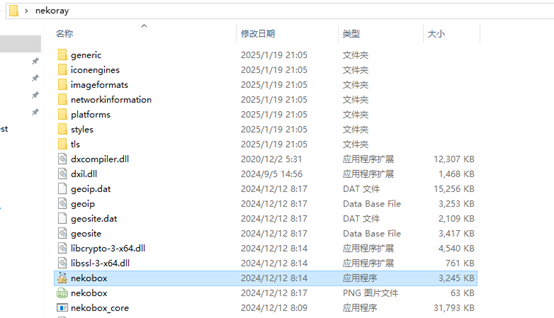 nekoray
名称 修改日期 类型 大小
generic 2025/1/19 21:05 文件夹
iconengines 2025/1/19 21:05 文件夹
imageformats 2025/1/19 21:05 文件夹
networkinformation 2025/1/19 21:05 文件夹
platforms 2025/1/19 21:05 文件夹
styles 2025/1/19 21:05 文件夹
tls 2025/1/19 21:05 文件夹
est
dxcompiler.dll 2020/12/2 5:31 应用程序扩展 12,307 KB
dxil.dll 2024/9/5 14:56 应用程序扩展 1,468 KB
geoip.dat 2024/12/12 8:17 DAT 文件 15,256 KB
geoip 2024/12/12 8:17 Data Base File 3,253 KB
geosite.dat 2024/12/12 8:17 DAT 文件 2,109 KB
geosite 2024/12/12 8:17 Data Base File 3,417 KB
libcrypto-3-x64.dll 2024/12/12 8:14 应用程序扩展 4,540 KB
libssl-3-x64.dll 2024/12/12 8:14 应用程序扩展 761 KB
nekobox 2024/12/12 8:14 应用程序 3,245 KB
nekobox 2024/12/12 8:17 PNG 图片文件 63 KB
nekobox_core 2024/12/12 8:09 应用程序 31,793 KB